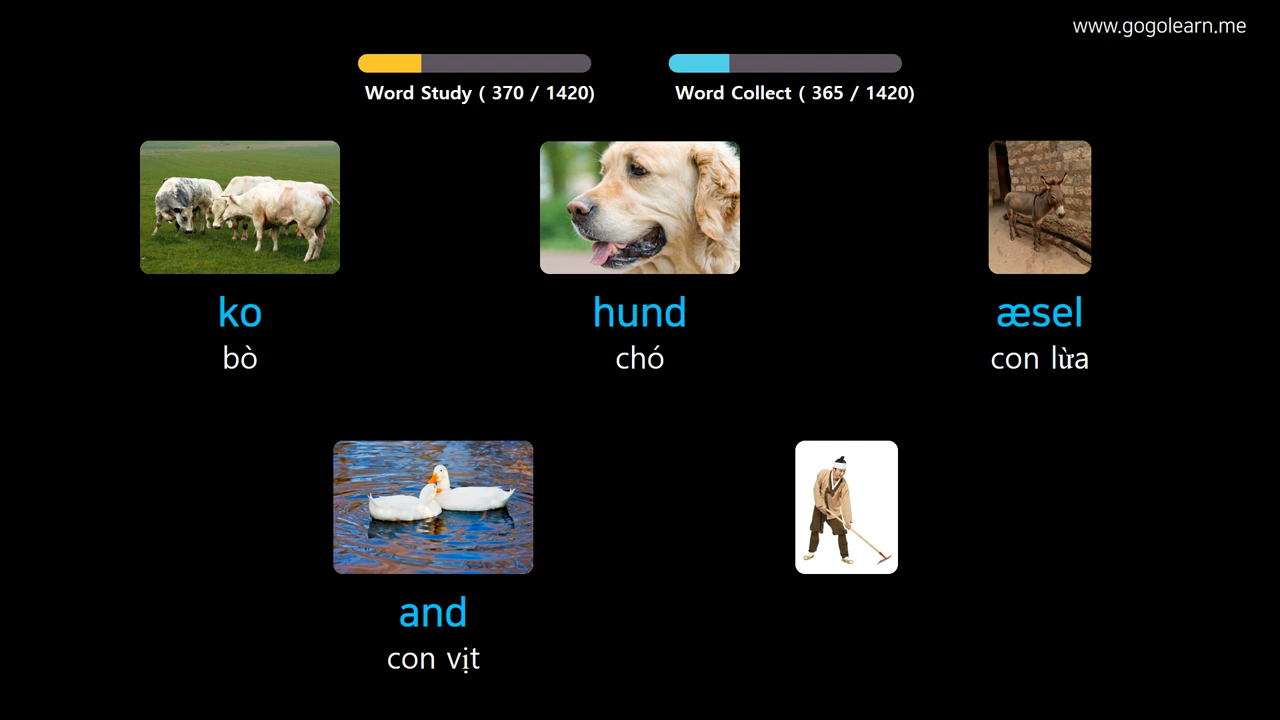 www.gogolearn.me
Word Study ( 370 / 1420)
Word Collect ( 365 / 1420)
ko
bò
hund
chó
æsel
con lừa
and
con vịt